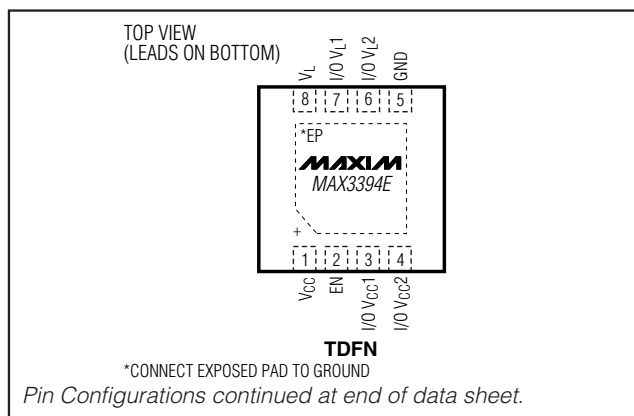 TOP VIEW
(LEADS ON BOTTOM)
VL
I/O VL1
I/O VL2
GND
8 7 6 5
*EP
MAXIM
MAX3394E
+
1 2 3 4
VCC
EN
I/O VCC1
I/O VCC2
TDFN
*CONNECT EXPOSED PAD TO GROUND
Pin Configurations continued at end of data sheet.